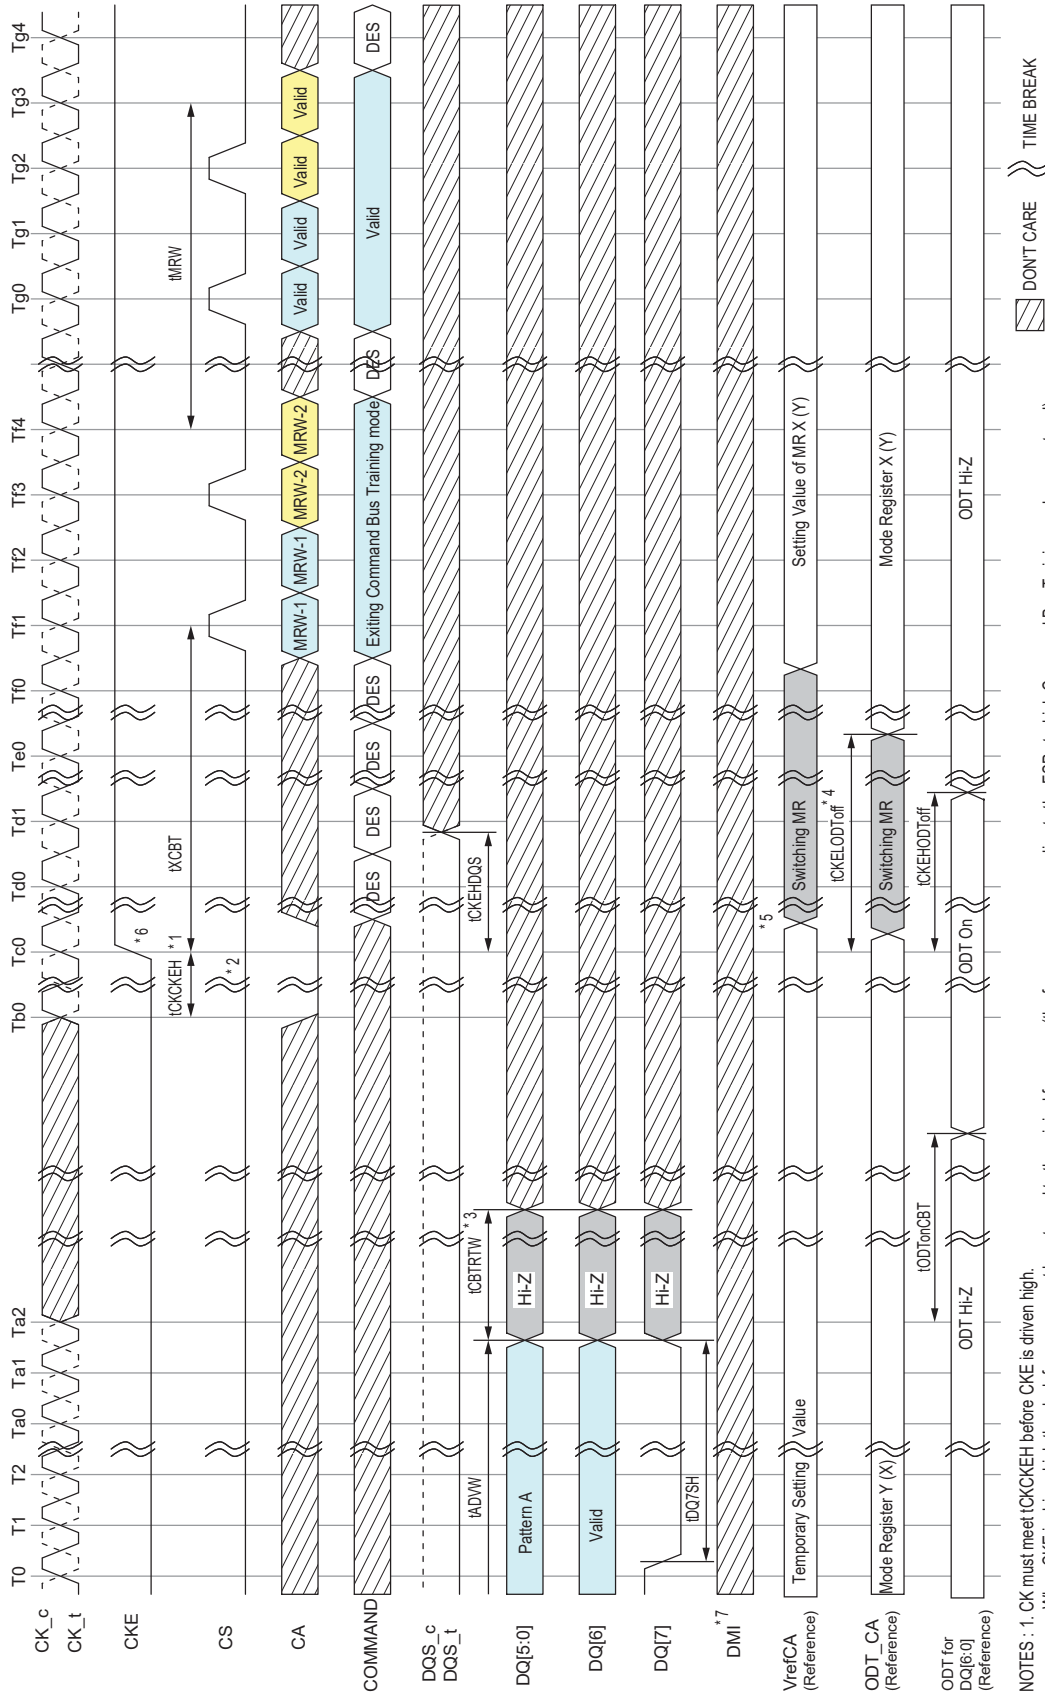 T0 T1 T2 Ta0 Ta1 Ta2 Tb0 Tc0 Td0 Td1 Te0 Tf0 Tf1 Tf2 Tf3 Tf4 Tg0 Tg1 Tg2 Tg3 Tg4
CK_c
CK_t
CKE
* 6
tCKCKEH *1
tXCBT
tMRW
CS
* 2
CA
MRW-1 MRW-1 MRW-2 MRW-2 Valid Valid Valid Valid
COMMAND
DES DES DES DES Exiting Command Bus Training mode DES Valid DES
DQS_c
DQS_t
tCKEHDQS
tADVW
tCBTRTW * 3
DQ[5:0]
Pattern A Hi-Z
DQ[6]
Valid Hi-Z
DQ[7]
Hi-Z
tDQ7SH
DMI *7
* 5
VrefCA
(Reference)
Temporary Setting Value Switching MR Setting Value of MR X (Y)
tCKELODToff * 4
ODT_CA
(Reference)
Mode Register Y (X) Switching MR Mode Register X (Y)
tODTonCBT
tCKEHODToff
ODT for
DQ[6:0]
(Reference)
ODT Hi-Z ODT On ODT Hi-Z
DON'T CARE TIME BREAK
NOTES : 1. CK must meet tCKCKEH before CKE is driven high.